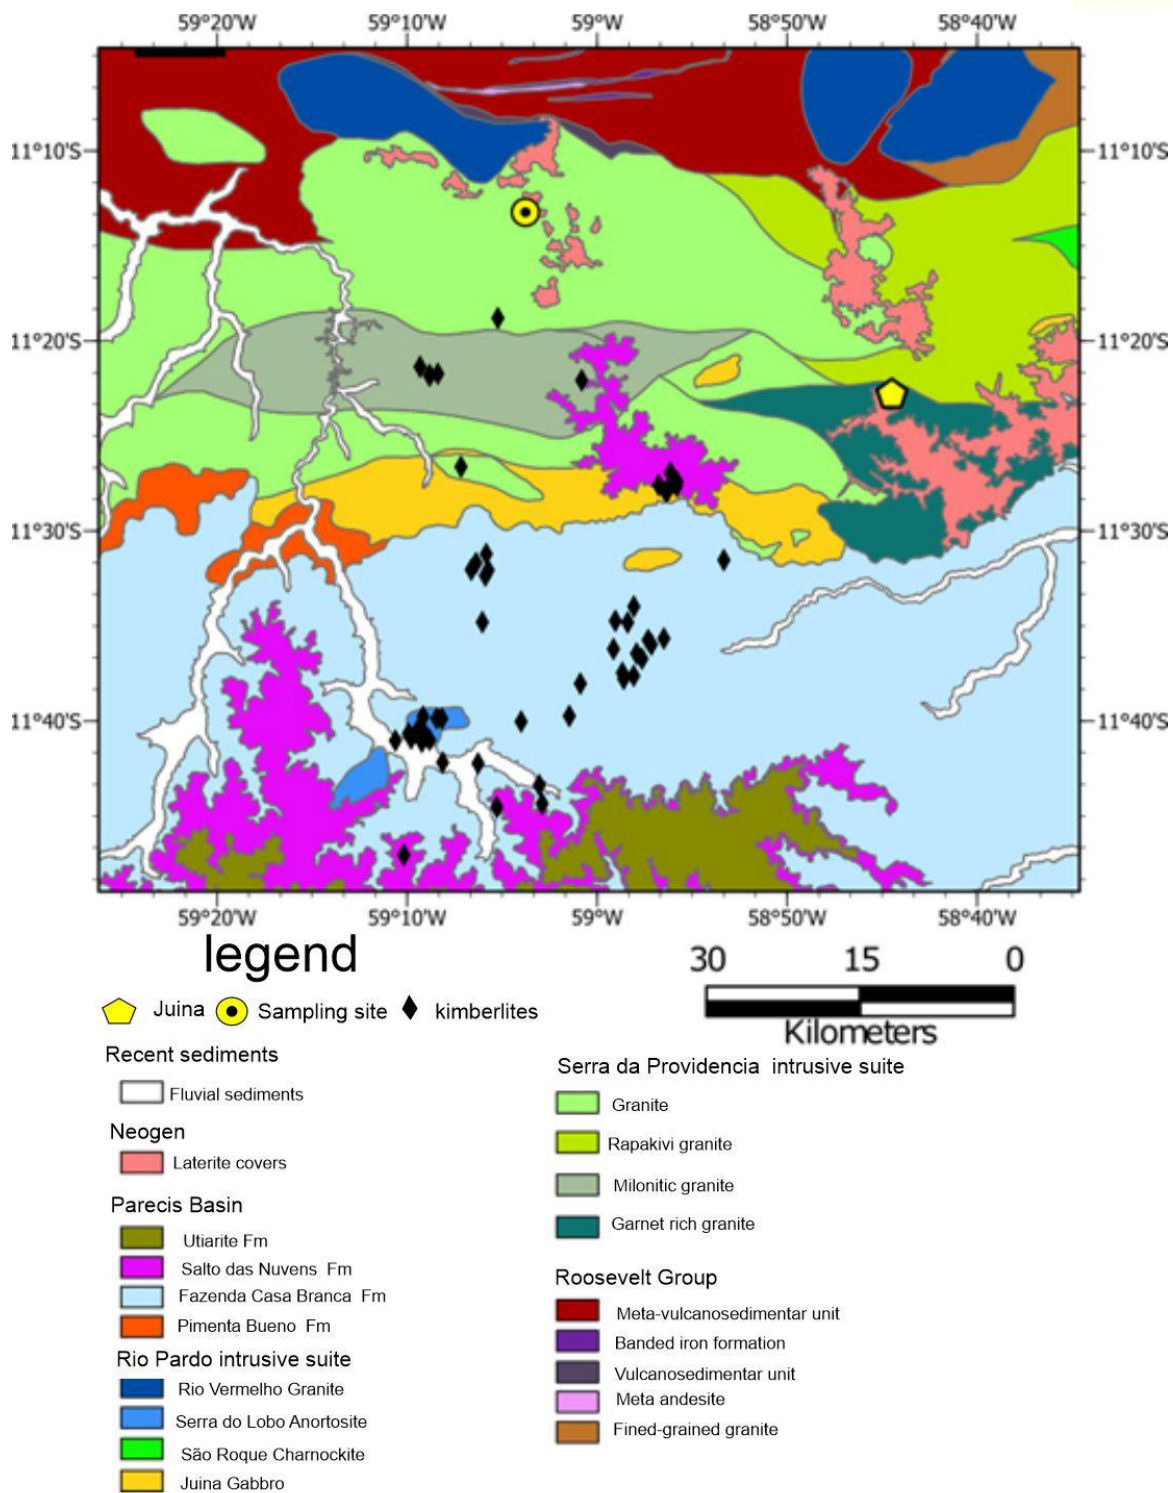 59°20'W 59°10'W 59°W 58°50'W 58°40'W
11°10'S 11°10'S
11°20'S 11°20'S
11°30'S 11°30'S
11°40'S 11°40'S
59°20'W 59°10'W 59°W 58°50'W 58°40'W
legend
30 15 0
Kilometers
Juina Sampling site kimberlites
Recent sediments
Fluvial sediments
Neogen
Laterite covers
Parecis Basin
Utiarite Fm
Salto das Nuvens Fm
Fazenda Casa Branca Fm
Pimenta Bueno Fm
Rio Pardo intrusive suite
Rio Vermelho Granite
Serra do Lobo Anortosite
São Roque Charnockite
Juina Gabbro
Serra da Providencia intrusive suite
Granite
Rapakivi granite
Milonitic granite
Garnet rich granite
Roosevelt Group
Meta-vulcanosedimentar unit
Banded iron formation
Vulcanosedimentar unit
Meta andesite
Fined-grained granite